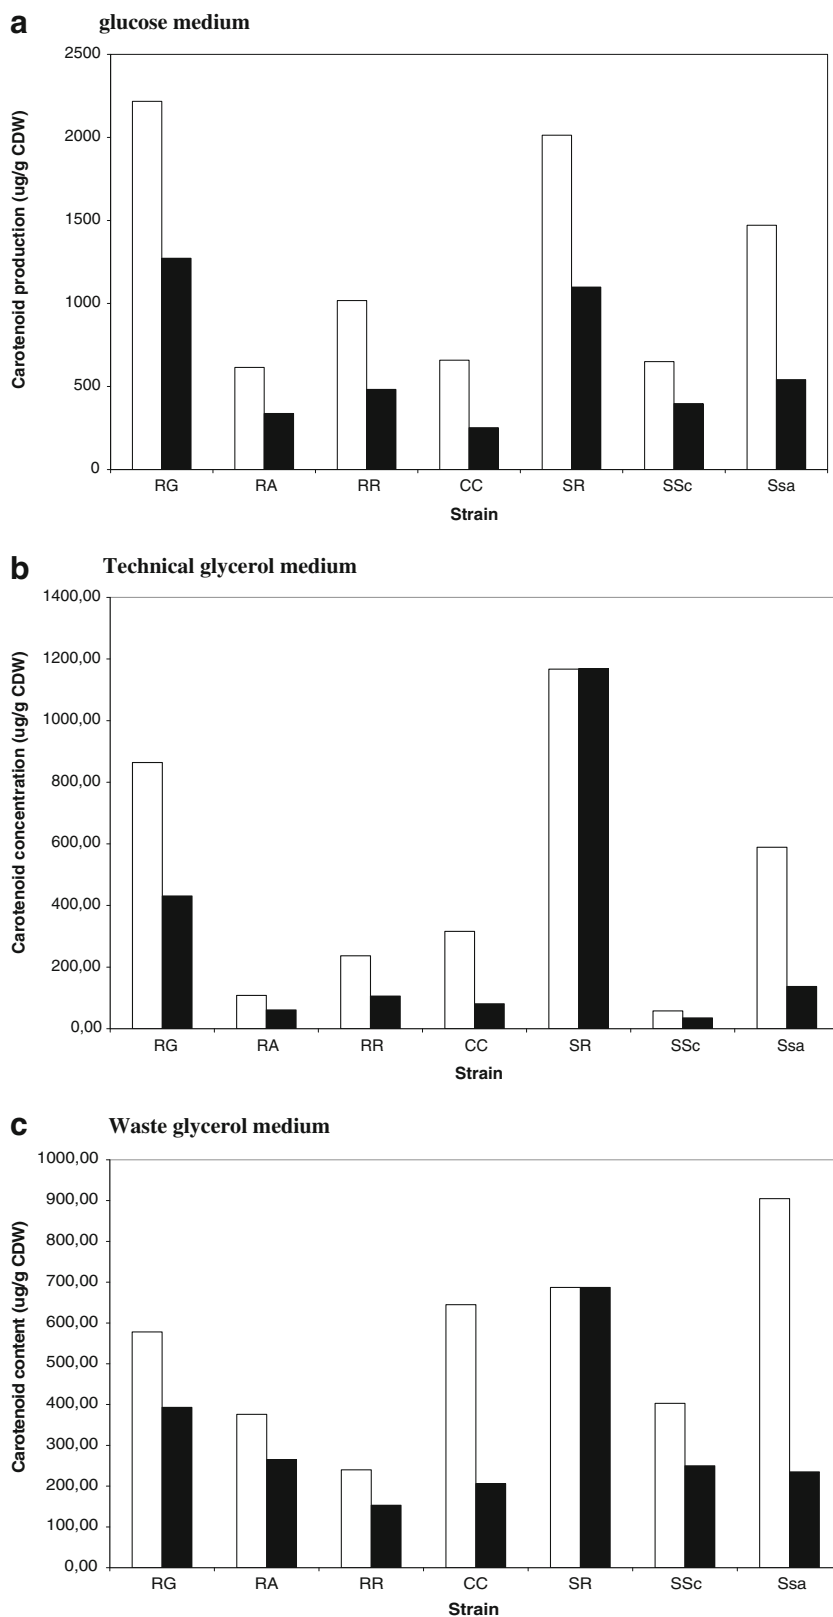 a glucose medium
2500
2000
1500
1000
500
0
Carotenoid production (ug/g CDW)
RG RA RR CC SR SSc Ssa
Strain
b Technical glycerol medium
1400,00
1200,00
1000,00
800,00
600,00
400,00
200,00
0,00
Carotenoid concentration (ug/g CDW)
RG RA RR CC SR SSc Ssa
Strain
c Waste glycerol medium
1000,00
900,00
800,00
700,00
600,00
500,00
400,00
300,00
200,00
100,00
0,00
Carotenoid content (ug/g CDW)
RG RA RR CC SR SSc Ssa
Strain